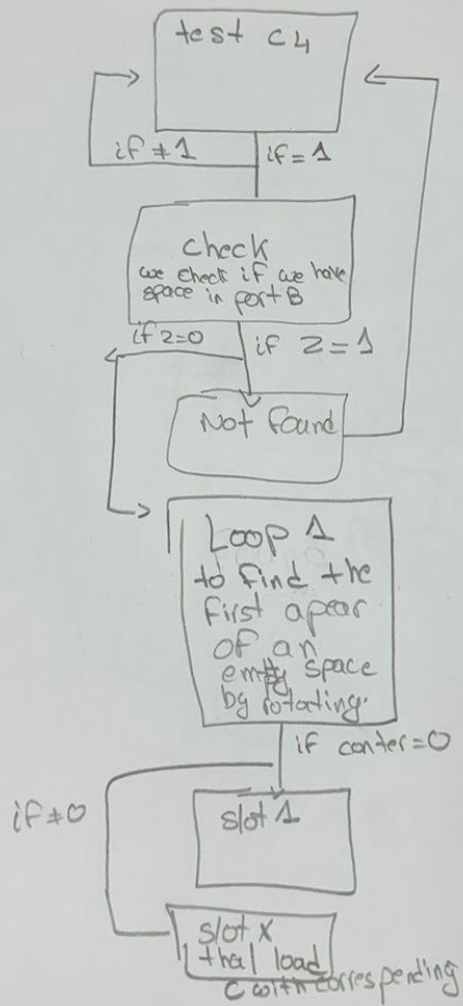 test c4
if ≠ 1
if = 1
check
we check if we have
space in port B
if z=0
if z = 1
Not found
Loop 1
to find the
first apear
of an
empty space
by rotating.
if conter=0
if ≠0
slot 1
slot x
thal load
c with corresponding